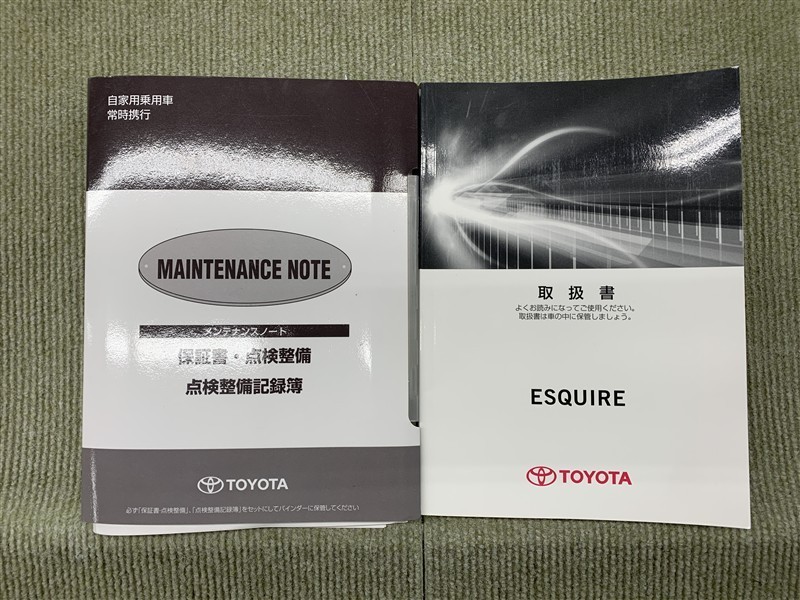 自家用乗用車
常時携行
MAINTENANCE NOTE
メンテナンスノート
保証書・点検整備
点検整備記録簿
TOYOTA
必ず「保証書・点検整備」、「点検整備記録簿」をセットにしてバインダーに保管してください
取扱書
よくお読みになってご使用ください。
取扱書は車の中に保管しましょう。
ESQUIRE
TOYOTA